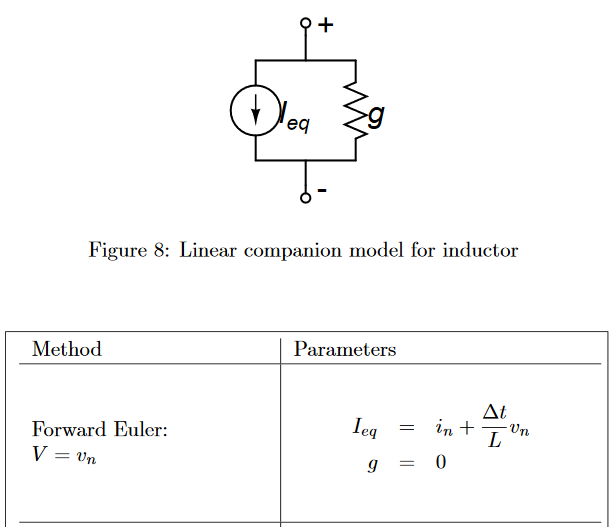 +
I_eq
g
-
Figure 8: Linear companion model for inductor
Method Parameters
Forward Euler:
V = v_n
I_eq = i_n + Δt/L v_n
g = 0